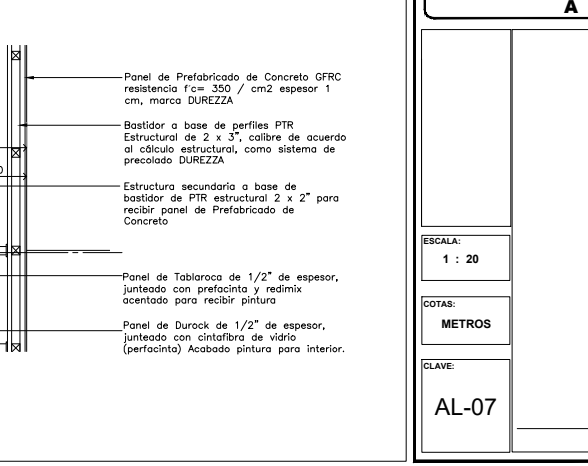 A
Panel de Prefabricado de Concreto GFRC
resistencia f'c= 350 / cm2 espesor 1
cm, marca DUREZZA
Bastidor a base de perfiles PTR
Estructural de 2 x 3", calibre de acuerdo
al cálculo estructural, como sistema de
precolado DUREZZA
Estructura secundaria a base de
bastidor de PTR estructural 2 x 2" para
recibir panel de Prefabricado de
Concreto
Panel de Tablaroca de 1/2" de espesor,
junteado con prefacinta y redimix
acentado para recibir pintura
Panel de Durock de 1/2" de espesor,
junteado con cintafibra de vidrio
(perfacinta) Acabado pintura para interior.
ESCALA:
1 : 20
COTAS:
METROS
CLAVE:
AL-07